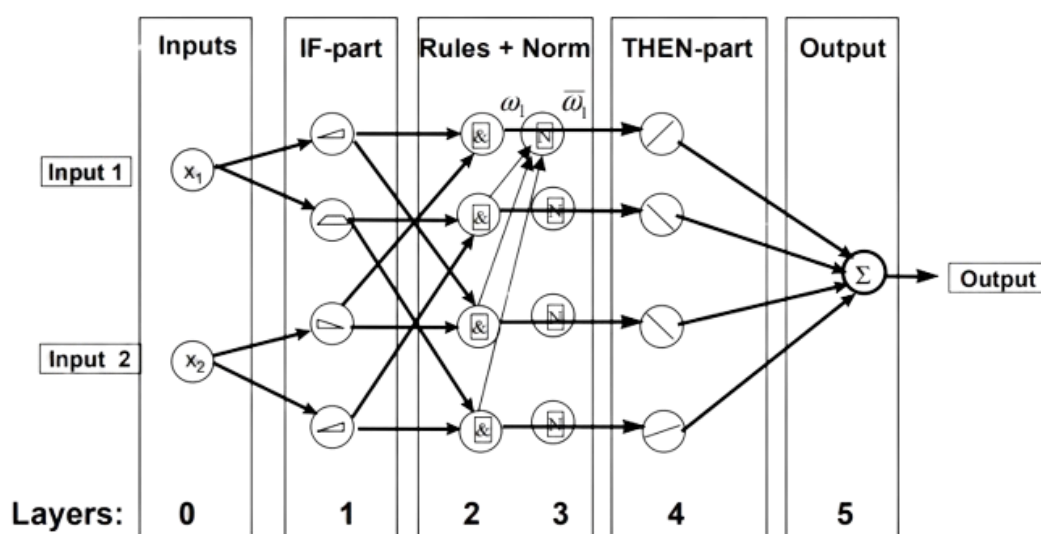 Inputs IF-part Rules + Norm THEN-part Output
ω₁ ω̅₁
& N
Input 1 x₁
& N
Σ Output
& N
Input 2 x₂
& N
Layers: 0 1 2 3 4 5